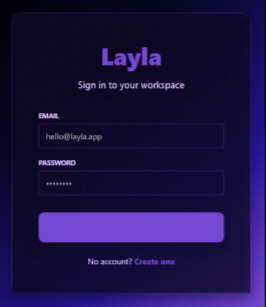 Layla
Sign in to your workspace
EMAIL
hello@layla.app
PASSWORD
••••••••
No account? Create one